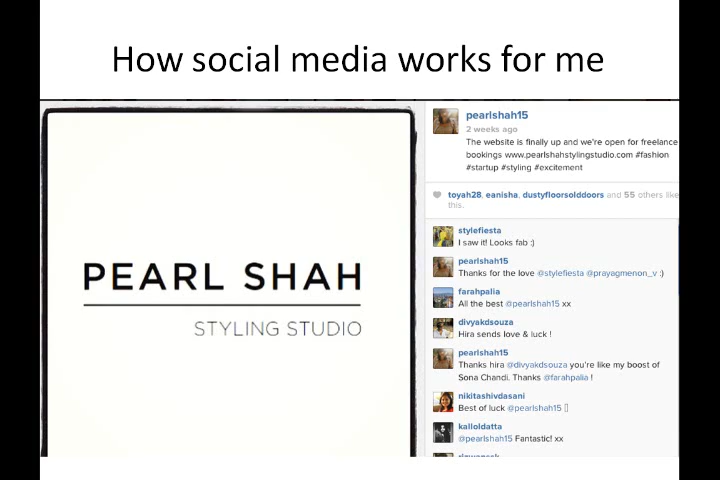 How social media works for me
PEARL SHAH
STYLING STUDIO
pearlshah15
2 weeks ago
The website is finally up and we're open for freelance
bookings www.pearlshahstylingstudio.com #fashion
#startup #styling #excitement
toyah28, eanisha, dustyfloorsolddoors and 55 others like
this.
stylefiesta
I saw it! Looks fab :)
pearlshah15
Thanks for the love @stylefiesta @prayagmenon_v :)
farahpalia
All the best @pearlshah15 xx
divyakdsouza
Hira sends love & luck !
pearlshah15
Thanks hira @divyakdsouza you're like my boost of
Sona Chandi. Thanks @farahpalia !
nikitashivdasani
Best of luck @pearlshah15
kalloldatta
@pearlshah15 Fantastic! xx